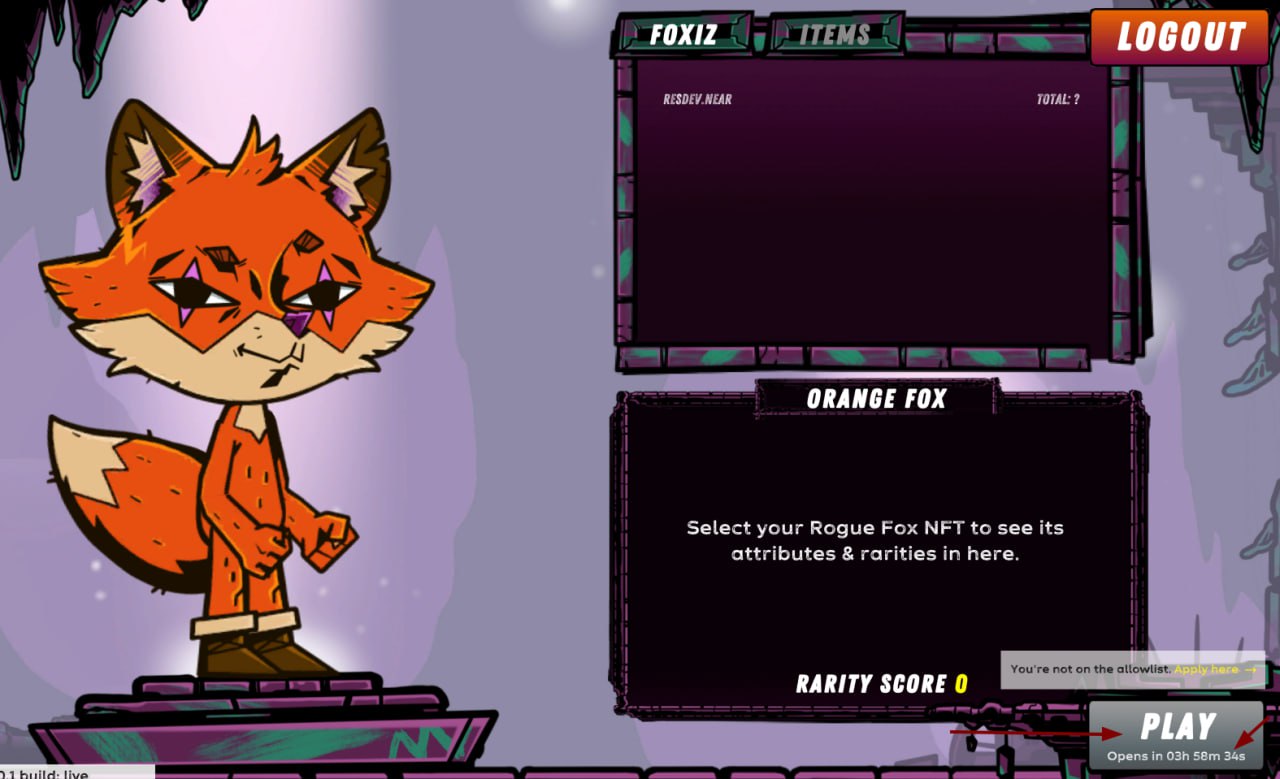 FOXIZ
ITEMS
LOGOUT
RESDEV.NEAR
TOTAL: ?
ORANGE FOX
Select your Rogue Fox NFT to see its
attributes & rarities in here.
You're not on the allowlist. Apply here →
RARITY SCORE 0
PLAY
Opens in 03h 58m 34s
0.1 build: live